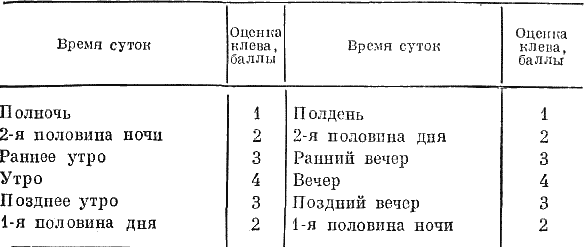 Время суток Оценка клева, баллы Время суток Оценка клева, баллы
Полночь 1 Полдень 1
2-я половина ночи 2 2-я половина дня 2
Раннее утро 3 Ранний вечер 3
Утро 4 Вечер 4
Позднее утро 3 Поздний вечер 3
1-я половина дня 2 1-я половина ночи 2